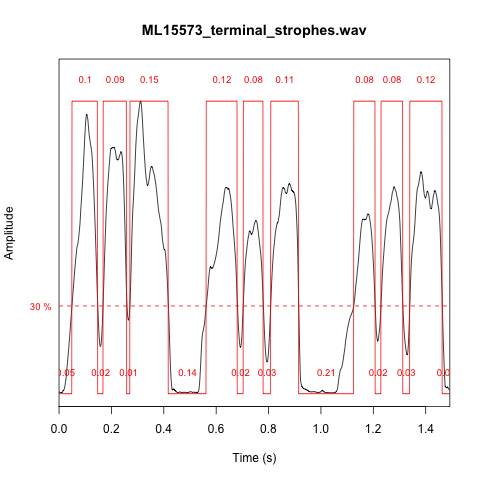 ML15573_terminal_strophes.wav
0.1 0.09 0.15 0.12 0.08 0.11 0.08 0.08 0.12
Amplitude
30 %
0.05 0.02 0.01 0.14 0.02 0.03 0.21 0.02 0.03
0.0 0.2 0.4 0.6 0.8 1.0 1.2 1.4
Time (s)